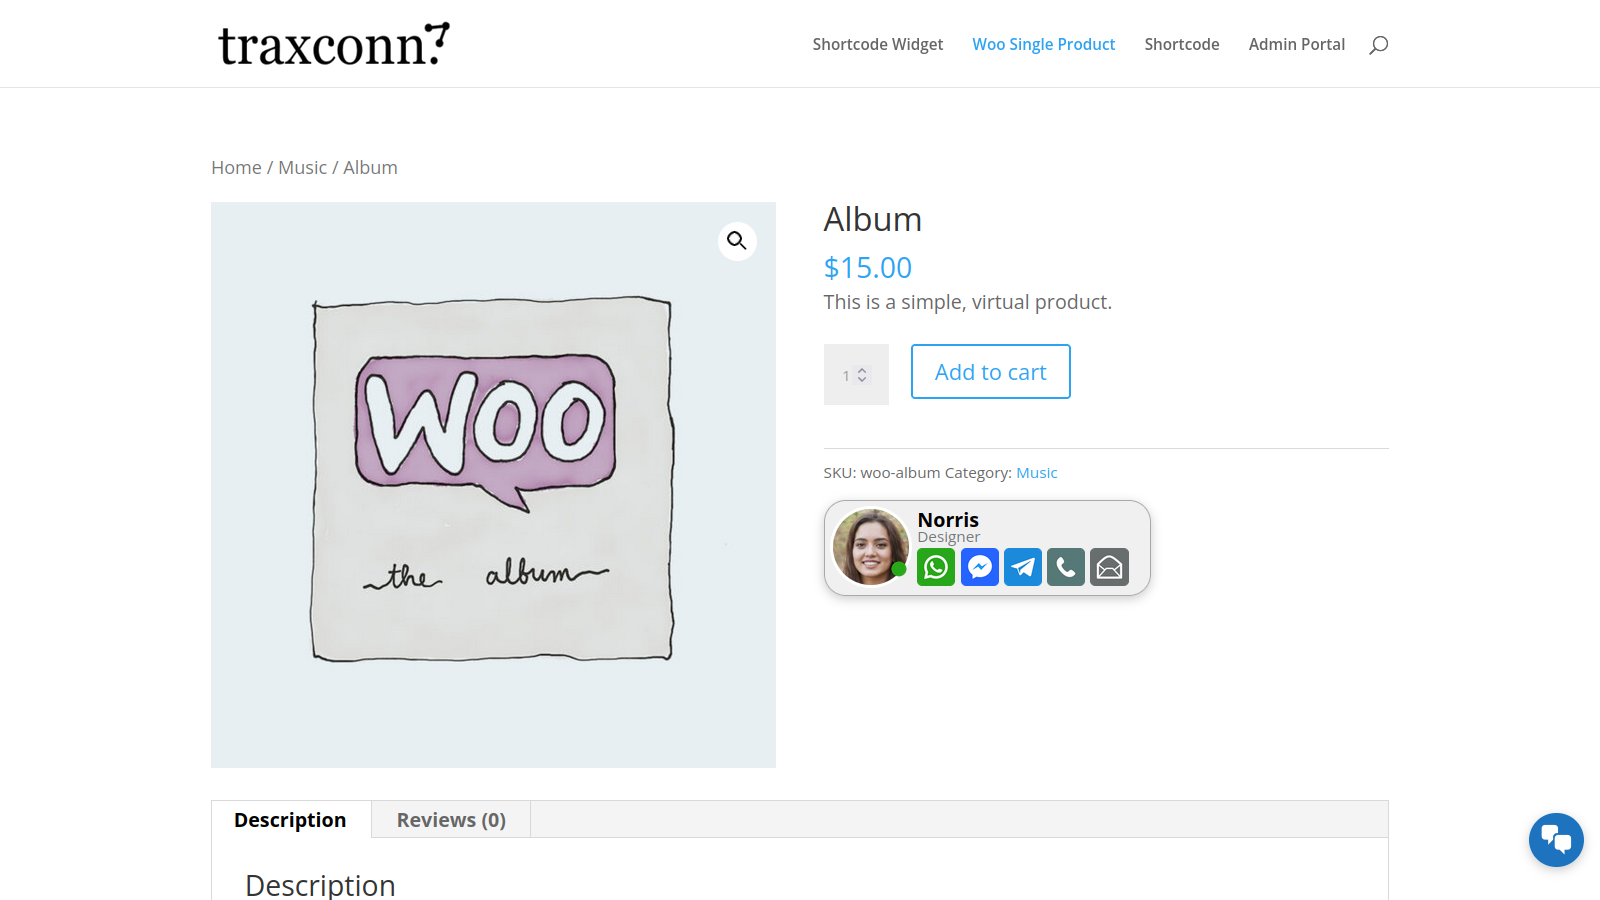 traxconn?
Shortcode Widget
Woo Single Product
Shortcode
Admin Portal
Home / Music / Album
WOO
the album
Album
$15.00
This is a simple, virtual product.
1
Add to cart
SKU: woo-album Category: Music
Norris
Designer
Description
Reviews (0)
Description